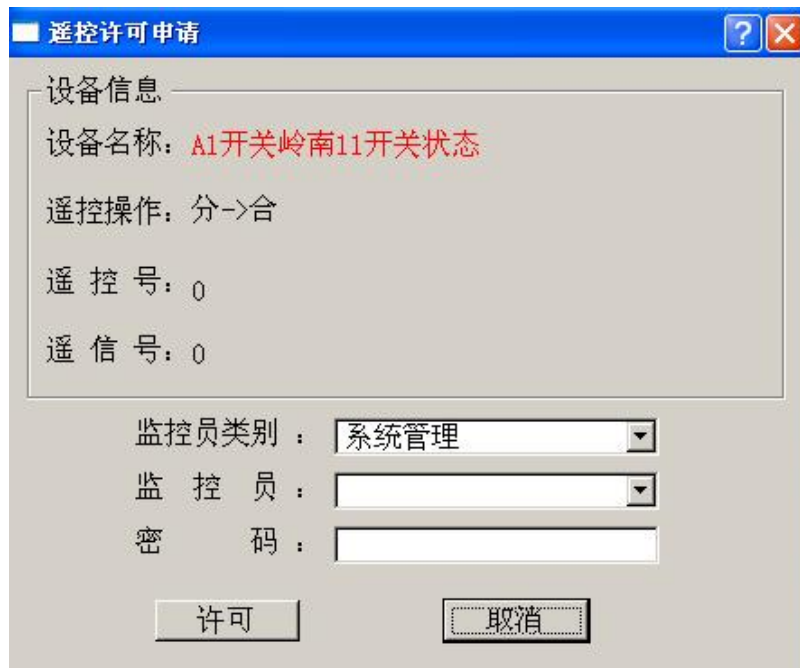 遥控许可申请
设备信息
设备名称：A1开关岭南11开关状态
遥控操作：分->合
遥 控 号：0
遥 信 号：0
监控员类别 ： 系统管理
监 控 员 ：
密 码 ：
许可 取消